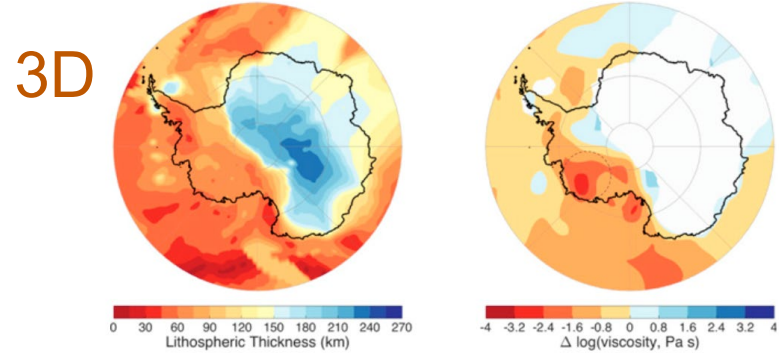 3D
0 30 60 90 120 150 180 210 240 270
Lithospheric Thickness (km)
-4 -3.2 -2.4 -1.6 -0.8 0 0.8 1.6 2.4 3.2 4
Δ log(viscosity, Pa s)